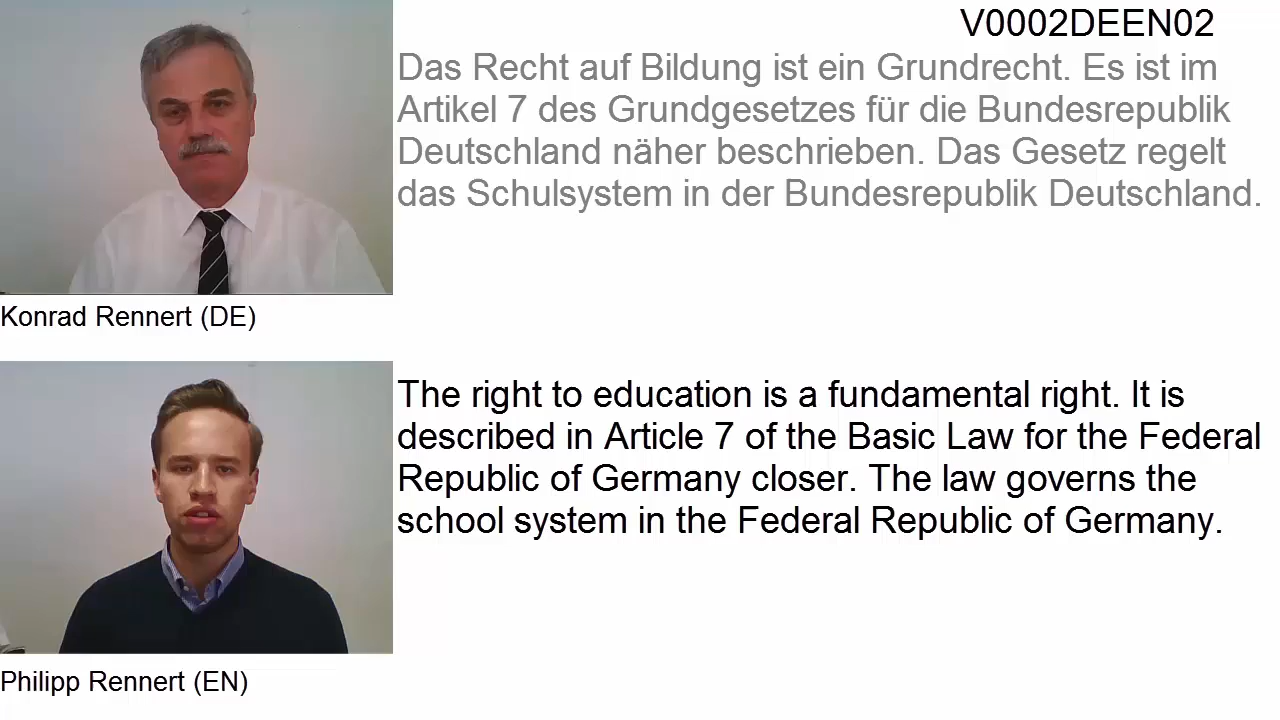 V0002DEEN02
Das Recht auf Bildung ist ein Grundrecht. Es ist im
Artikel 7 des Grundgesetzes für die Bundesrepublik
Deutschland näher beschrieben. Das Gesetz regelt
das Schulsystem in der Bundesrepublik Deutschland.
Konrad Rennert (DE)
The right to education is a fundamental right. It is
described in Article 7 of the Basic Law for the Federal
Republic of Germany closer. The law governs the
school system in the Federal Republic of Germany.
Philipp Rennert (EN)